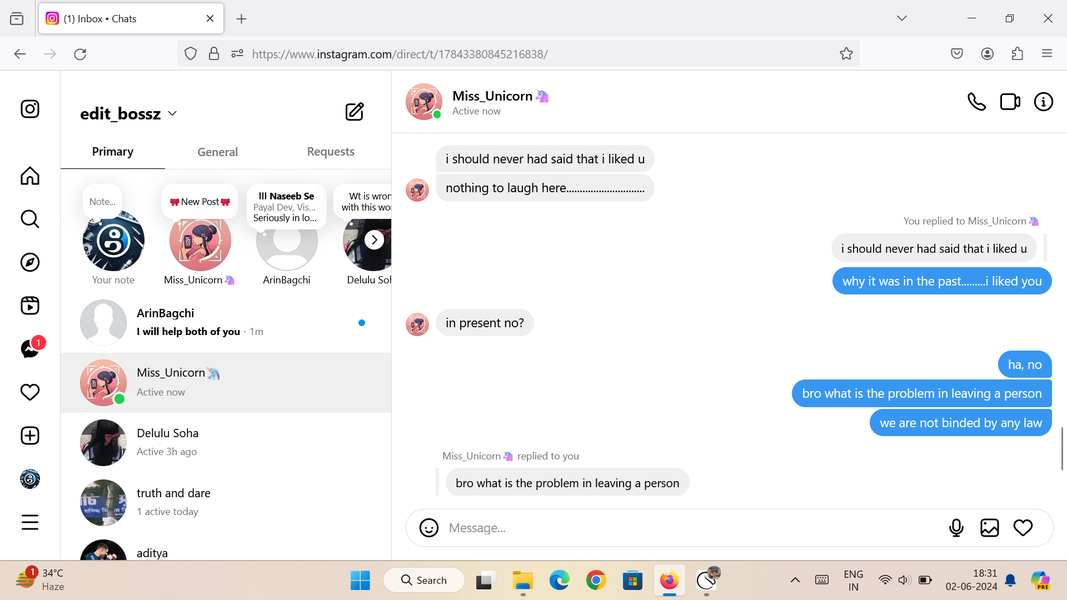 (1) Inbox • Chats
https://www.instagram.com/direct/t/17843380845216838/
edit_bossz
Primary
General
Requests
Note...
New Post
lll Naseeb Se
Payal Dev, Vis...
Seriously in lo...
Wt is wron
with this wo
Your note
Miss_Unicorn
ArinBagchi
Delulu Sol
ArinBagchi
I will help both of you · 1m
1
Miss_Unicorn
Active now
Delulu Soha
Active 3h ago
truth and dare
1 active today
aditya
Miss_Unicorn
Active now
i should never had said that i liked u
nothing to laugh here.............................
You replied to Miss_Unicorn
i should never had said that i liked u
why it was in the past.........i liked you
in present no?
ha, no
bro what is the problem in leaving a person
we are not binded by any law
Miss_Unicorn replied to you
bro what is the problem in leaving a person
Message...
1
34°C
Haze
Search
ENG
IN
18:31
02-06-2024
PRE